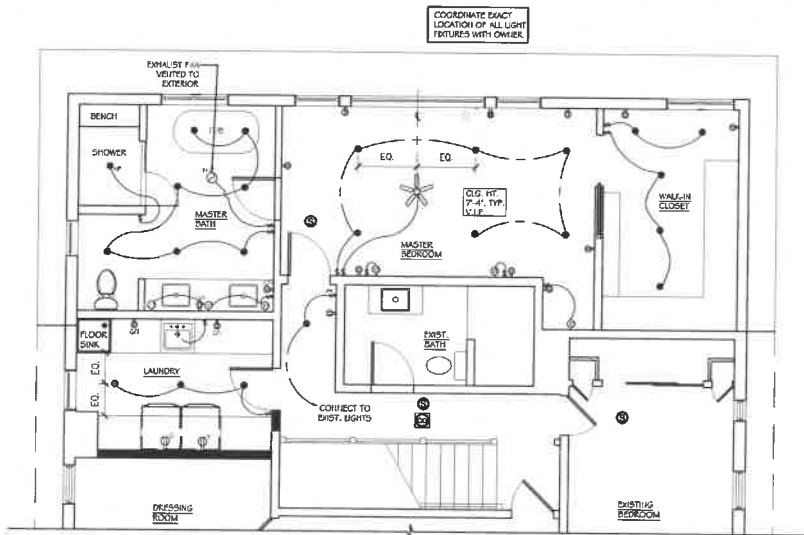 COORDINATE EXACT
LOCATION OF ALL LIGHT
FIXTURES WITH OWNER
EXHAUST FAN
VENTED TO
EXTERIOR
BENCH
SHOWER
MASTER
BATH
EQ.
EQ.
CLG. HT.
7'-4", TYP.
V.I.F.
MASTER
BEDROOM
WALK-IN
CLOSET
FLOOR
SINK
EQ.
EQ.
LAUNDRY
EXIST.
BATH
CONNECT TO
EXIST. LIGHTS
S
S
S
DRESSING
ROOM
EXISTING
BEDROOM